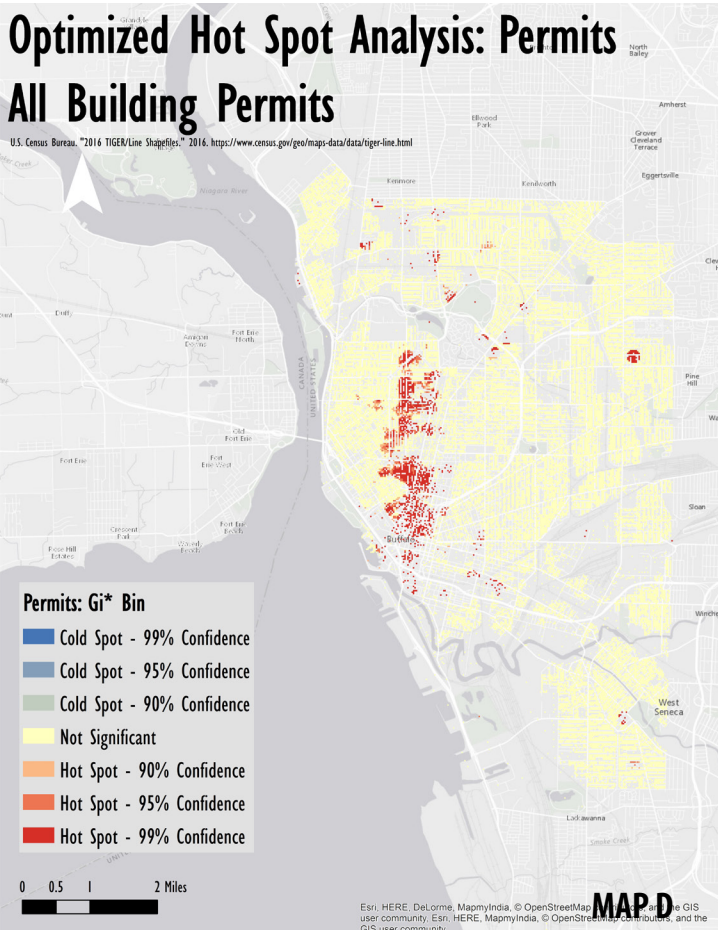 Optimized Hot Spot Analysis: Permits
All Building Permits
U.S. Census Bureau. "2016 TIGER/Line Shapefiles." 2016. https://www.census.gov/geo/maps-data/data/tiger-line.html
North
Bailey
Amherst
Ellwood
Park
Grover
Cleveland
Terrace
Eggertsville
Kenmore
Kenilworth
Niagara River
Fort Erie
North
Amigari
Downs
CANADA
UNITED STATES
Pine
Hill
Old
Fort Erie
Fort Erie
Fort
Erie West
Sloan
Crescent
Park
Fort Erie
Beach
Waverly
Beach
Rose Hill
Estates
Buffalo
Permits: Gi* Bin
Cold Spot - 99% Confidence
Cold Spot - 95% Confidence
Cold Spot - 90% Confidence
Not Significant
Hot Spot - 90% Confidence
Hot Spot - 95% Confidence
Hot Spot - 99% Confidence
West
Seneca
Lackawanna
Smoke Creek
0 0.5 1 2 Miles
MAP D
Esri, HERE, DeLorme, MapmyIndia, © OpenStreetMap contributors, and the GIS
user community, Esri, HERE, MapmyIndia, © OpenStreetMap contributors, and the
GIS user community